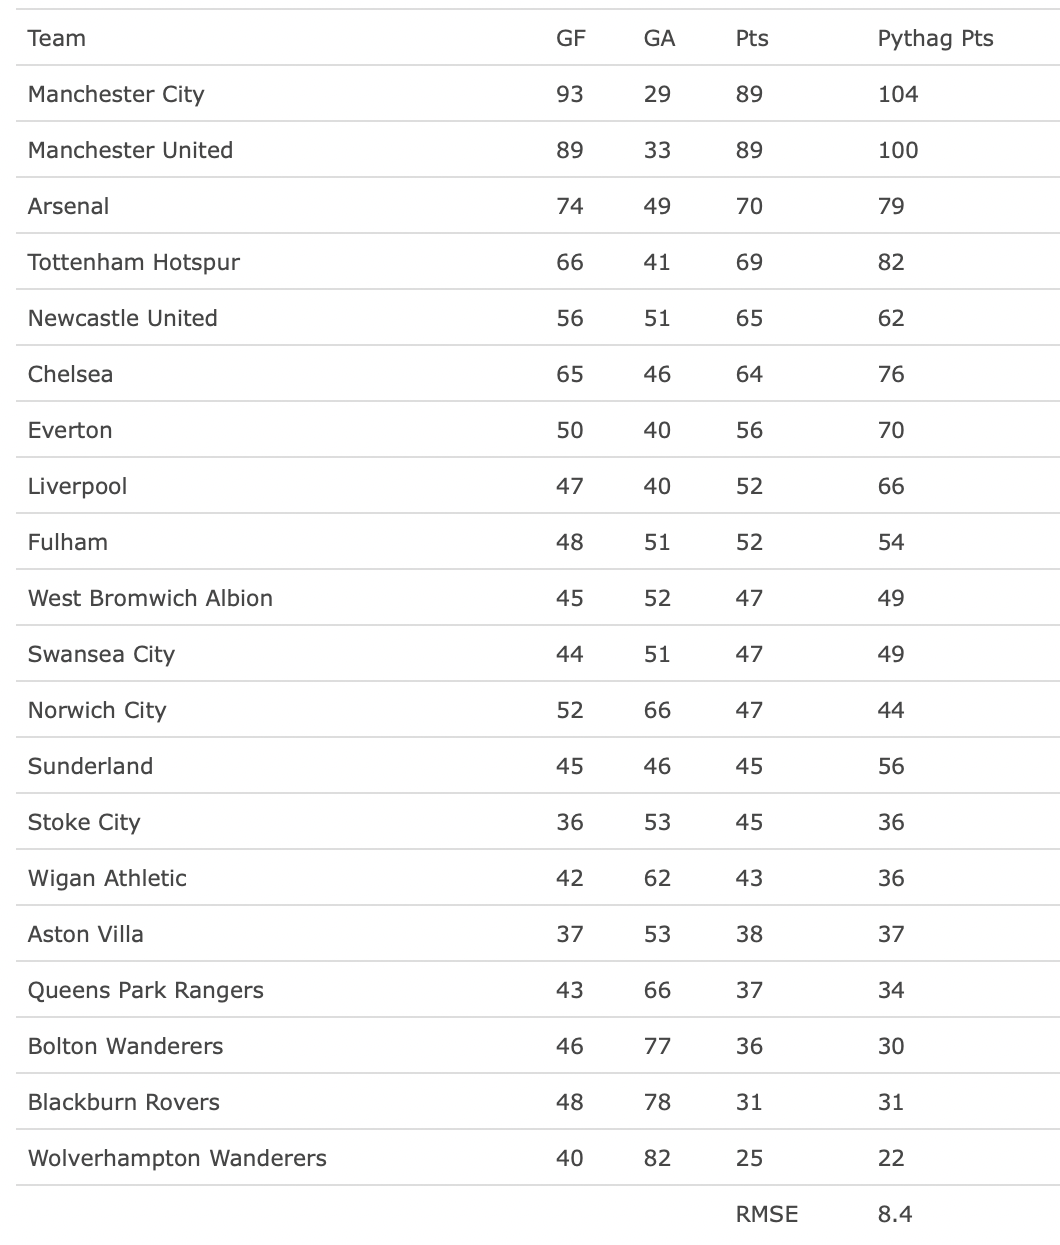 Team GF GA Pts Pythag Pts
Manchester City 93 29 89 104
Manchester United 89 33 89 100
Arsenal 74 49 70 79
Tottenham Hotspur 66 41 69 82
Newcastle United 56 51 65 62
Chelsea 65 46 64 76
Everton 50 40 56 70
Liverpool 47 40 52 66
Fulham 48 51 52 54
West Bromwich Albion 45 52 47 49
Swansea City 44 51 47 49
Norwich City 52 66 47 44
Sunderland 45 46 45 56
Stoke City 36 53 45 36
Wigan Athletic 42 62 43 36
Aston Villa 37 53 38 37
Queens Park Rangers 43 66 37 34
Bolton Wanderers 46 77 36 30
Blackburn Rovers 48 78 31 31
Wolverhampton Wanderers 40 82 25 22
RMSE 8.4